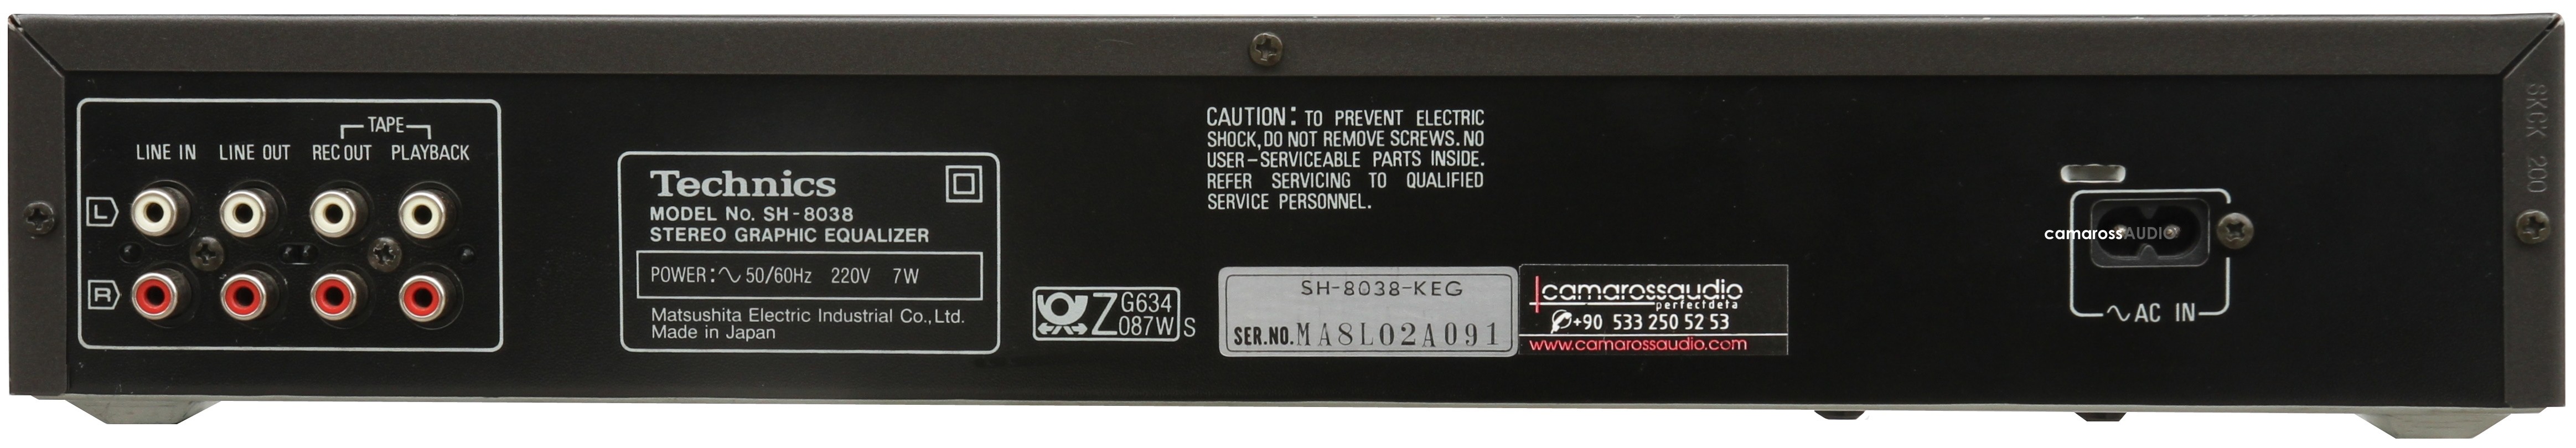 TAPE
LINE IN LINE OUT REC OUT PLAYBACK
L
R
Technics
MODEL No. SH-8038
STEREO GRAPHIC EQUALIZER
POWER: ∿ 50/60Hz 220V 7W
Matsushita Electric Industrial Co., Ltd.
Made in Japan
Z G634
087W S
CAUTION: TO PREVENT ELECTRIC
SHOCK, DO NOT REMOVE SCREWS. NO
USER-SERVICEABLE PARTS INSIDE.
REFER SERVICING TO QUALIFIED
SERVICE PERSONNEL.
SH-8038-KEG
SER.NO. MA8L02A091
camarossaudio
perfectdeta
+90 533 250 52 53
www.camarossaudio.com
camarossAUDIO
∿ AC IN
SKCK 200